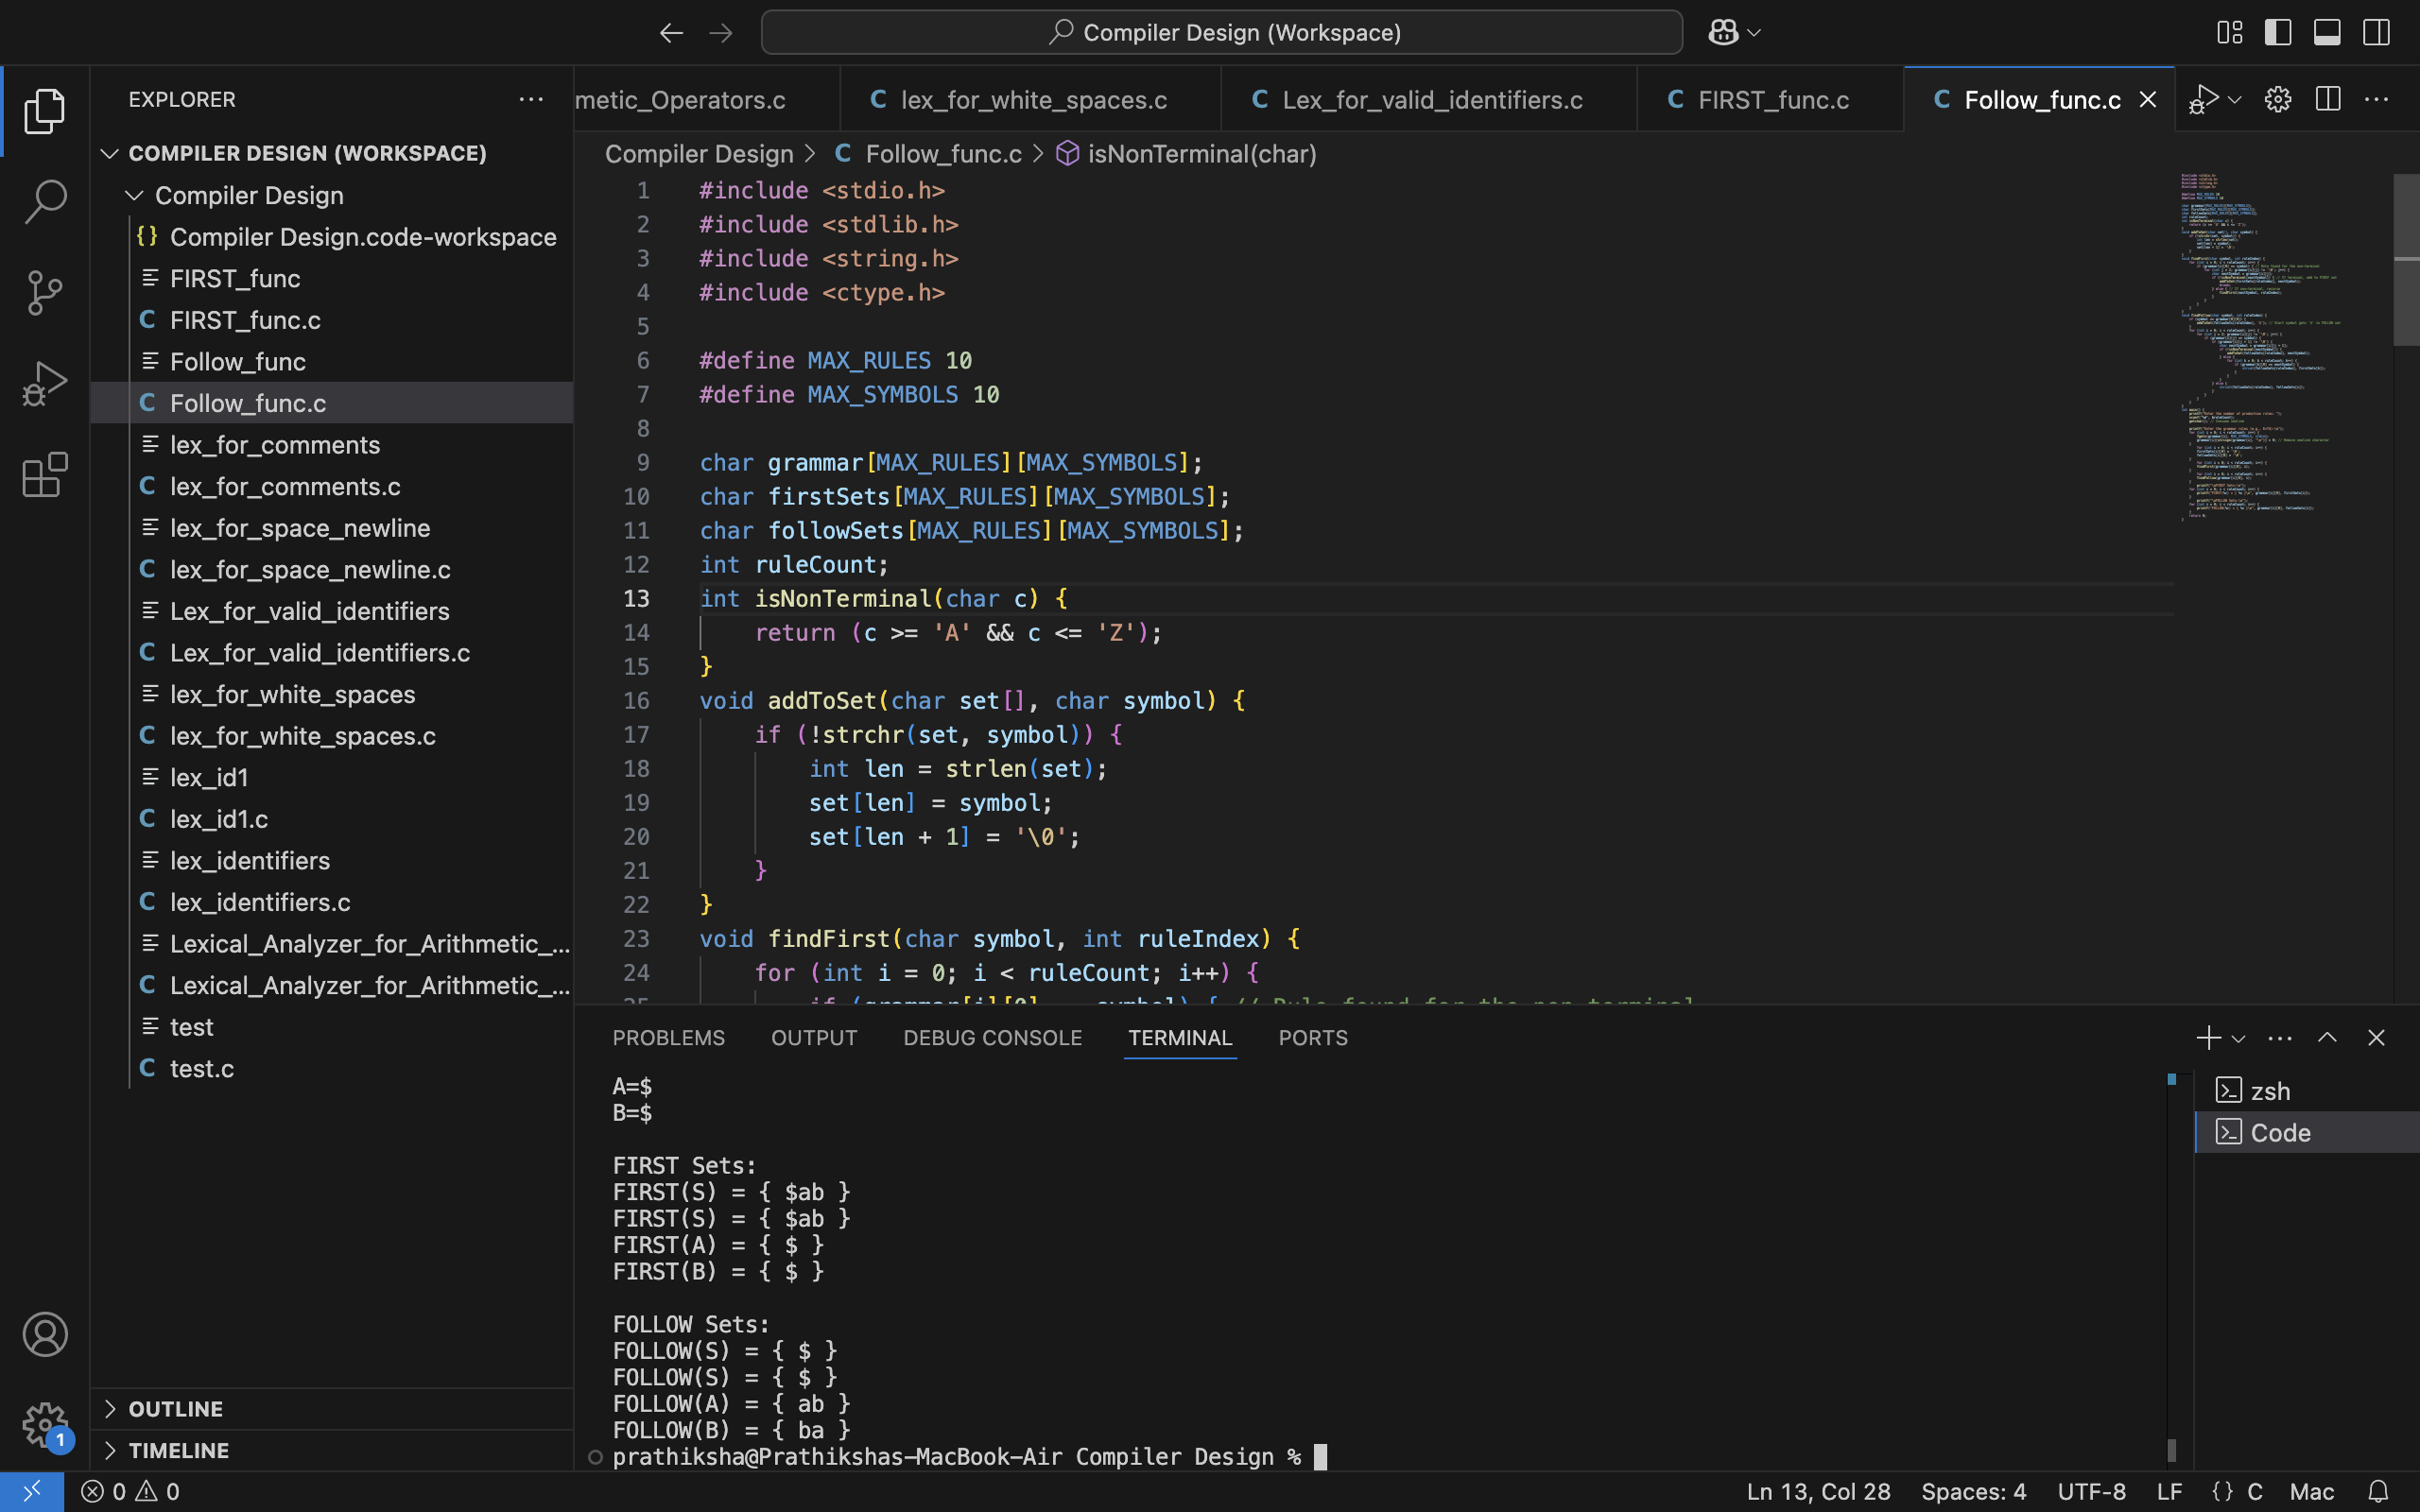 Compiler Design (Workspace)
EXPLORER
metic_Operators.c
lex_for_white_spaces.c
Lex_for_valid_identifiers.c
FIRST_func.c
Follow_func.c
COMPILER DESIGN (WORKSPACE)
Compiler Design
Compiler Design.code-workspace
FIRST_func
FIRST_func.c
Follow_func
Follow_func.c
lex_for_comments
lex_for_comments.c
lex_for_space_newline
lex_for_space_newline.c
Lex_for_valid_identifiers
Lex_for_valid_identifiers.c
lex_for_white_spaces
lex_for_white_spaces.c
lex_id1
lex_id1.c
lex_identifiers
lex_identifiers.c
Lexical_Analyzer_for_Arithmetic_...
Lexical_Analyzer_for_Arithmetic_...
test
test.c
OUTLINE
TIMELINE
1
Compiler Design > C Follow_func.c > isNonTerminal(char)
1 #include <stdio.h>
2 #include <stdlib.h>
3 #include <string.h>
4 #include <ctype.h>
5
6 #define MAX_RULES 10
7 #define MAX_SYMBOLS 10
8
9 char grammar[MAX_RULES][MAX_SYMBOLS];
10 char firstSets[MAX_RULES][MAX_SYMBOLS];
11 char followSets[MAX_RULES][MAX_SYMBOLS];
12 int ruleCount;
13 int isNonTerminal(char c) {
14 return (c >= 'A' && c <= 'Z');
15 }
16 void addToSet(char set[], char symbol) {
17 if (!strchr(set, symbol)) {
18 int len = strlen(set);
19 set[len] = symbol;
20 set[len + 1] = '\0';
21 }
22 }
23 void findFirst(char symbol, int ruleIndex) {
24 for (int i = 0; i < ruleCount; i++) {
PROBLEMS
OUTPUT
DEBUG CONSOLE
TERMINAL
PORTS
A=$
B=$
FIRST Sets:
FIRST(S) = { $ab }
FIRST(S) = { $ab }
FIRST(A) = { $ }
FIRST(B) = { $ }
FOLLOW Sets:
FOLLOW(S) = { $ }
FOLLOW(S) = { $ }
FOLLOW(A) = { ab }
FOLLOW(B) = { ba }
prathiksha@Prathikshas-MacBook-Air Compiler Design %
zsh
Code
0 0
Ln 13, Col 28
Spaces: 4
UTF-8
LF
{} C
Mac